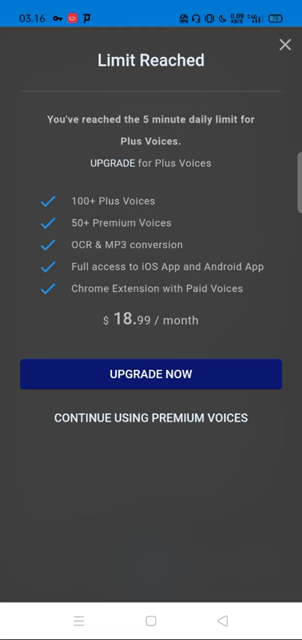 03.16
Limit Reached
You've reached the 5 minute daily limit for
Plus Voices.
UPGRADE for Plus Voices
100+ Plus Voices
50+ Premium Voices
OCR & MP3 conversion
Full access to iOS App and Android App
Chrome Extension with Paid Voices
$ 18.99 / month
UPGRADE NOW
CONTINUE USING PREMIUM VOICES